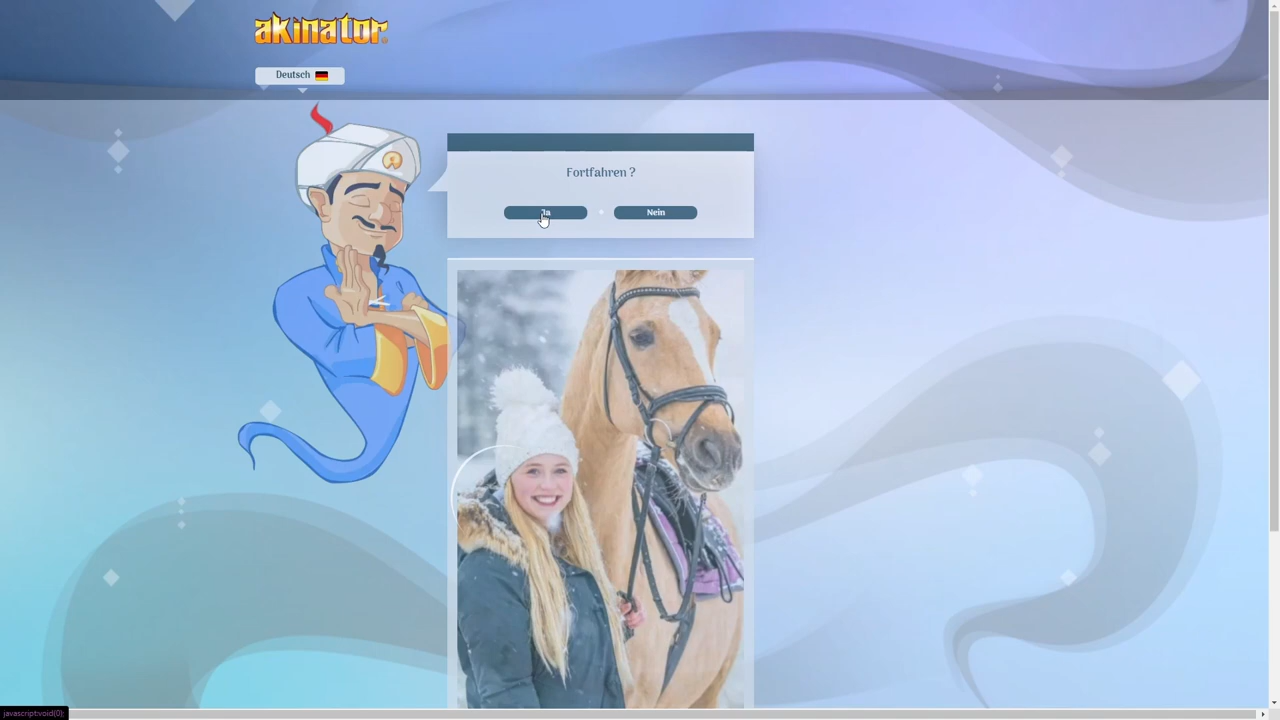 akinator
Deutsch
Fortfahren ?
Ja
Nein
javascript:void(0);